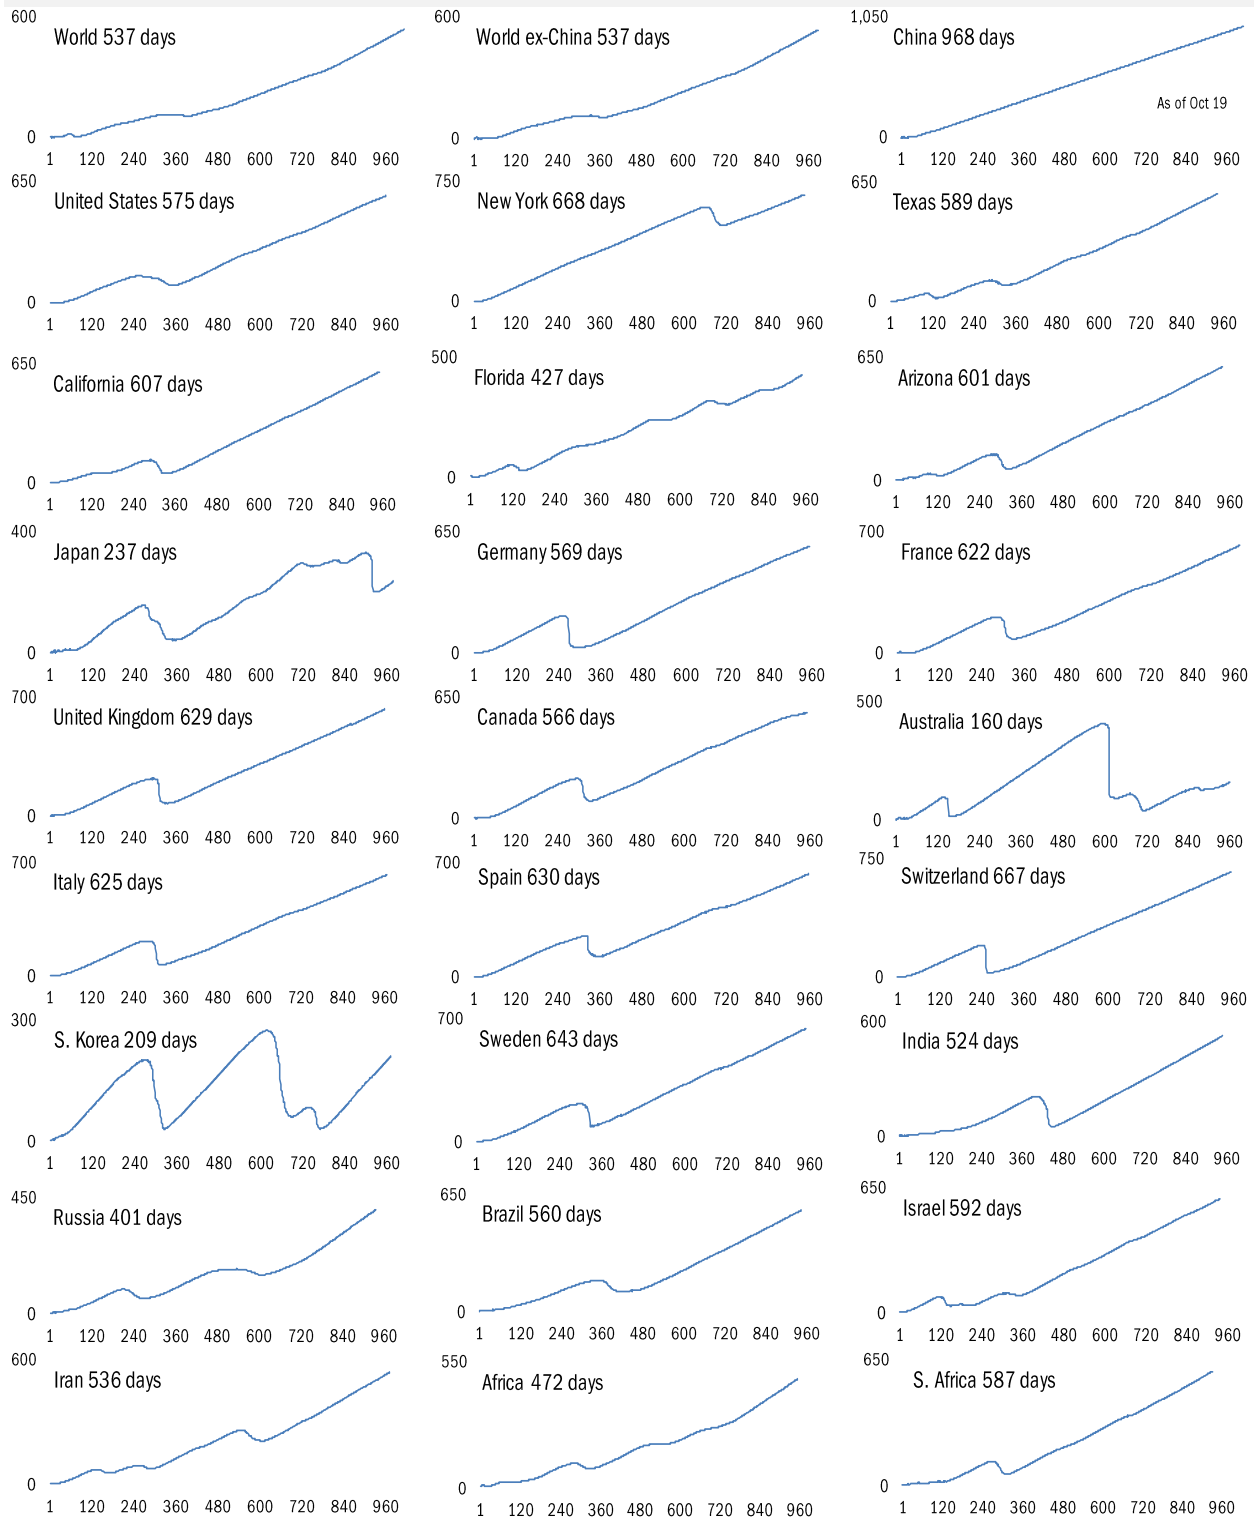 600
World 537 days
0
1 120 240 360 480 600 720 840 960
600
World ex-China 537 days
0
1 120 240 360 480 600 720 840 960
1,050
China 968 days
As of Oct 19
0
1 120 240 360 480 600 720 840 960
650
United States 575 days
0
1 120 240 360 480 600 720 840 960
750
New York 668 days
0
1 120 240 360 480 600 720 840 960
650
Texas 589 days
0
1 120 240 360 480 600 720 840 960
650
California 607 days
0
1 120 240 360 480 600 720 840 960
500
Florida 427 days
0
1 120 240 360 480 600 720 840 960
650
Arizona 601 days
0
1 120 240 360 480 600 720 840 960
400
Japan 237 days
0
1 120 240 360 480 600 720 840 960
650
Germany 569 days
0
1 120 240 360 480 600 720 840 960
700
France 622 days
0
1 120 240 360 480 600 720 840 960
700
United Kingdom 629 days
0
1 120 240 360 480 600 720 840 960
650
Canada 566 days
0
1 120 240 360 480 600 720 840 960
500
Australia 160 days
0
1 120 240 360 480 600 720 840 960
700
Italy 625 days
0
1 120 240 360 480 600 720 840 960
700
Spain 630 days
0
1 120 240 360 480 600 720 840 960
750
Switzerland 667 days
0
1 120 240 360 480 600 720 840 960
300
S. Korea 209 days
0
1 120 240 360 480 600 720 840 960
700
Sweden 643 days
0
1 120 240 360 480 600 720 840 960
600
India 524 days
0
1 120 240 360 480 600 720 840 960
450
Russia 401 days
0
1 120 240 360 480 600 720 840 960
650
Brazil 560 days
0
1 120 240 360 480 600 720 840 960
650
Israel 592 days
0
1 120 240 360 480 600 720 840 960
600
Iran 536 days
0
1 120 240 360 480 600 720 840 960
550
Africa 472 days
0
1 120 240 360 480 600 720 840 960
650
S. Africa 587 days
0
1 120 240 360 480 600 720 840 960